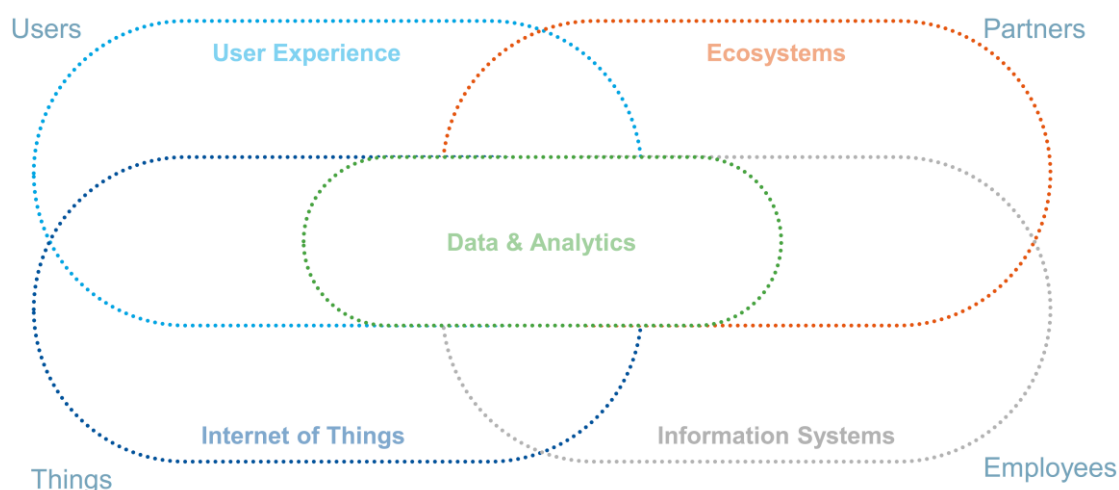 Users
Partners
User Experience
Ecosystems
Data & Analytics
Internet of Things
Information Systems
Things
Employees